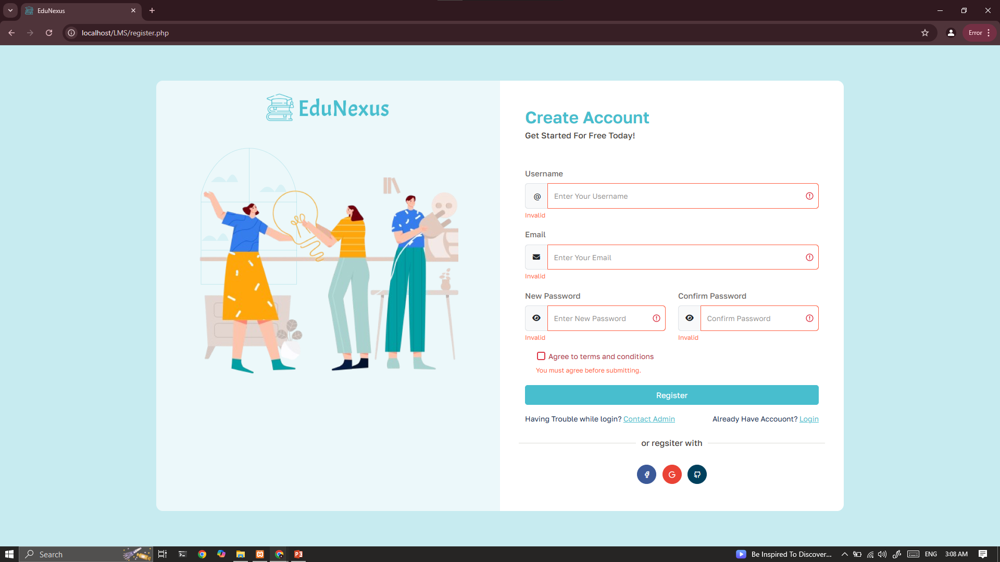 EduNexus
localhost/LMS/register.php
Error
EduNexus
Create Account
Get Started For Free Today!
Username
@ Enter Your Username
Invalid
Email
Enter Your Email
Invalid
New Password
Enter New Password
Invalid
Confirm Password
Confirm Password
Invalid
Agree to terms and conditions
You must agree before submitting.
Register
Having Trouble while login? Contact Admin
Already Have Accouont? Login
or regsiter with
Search
Be Inspired To Discover...
ENG
3:08 AM